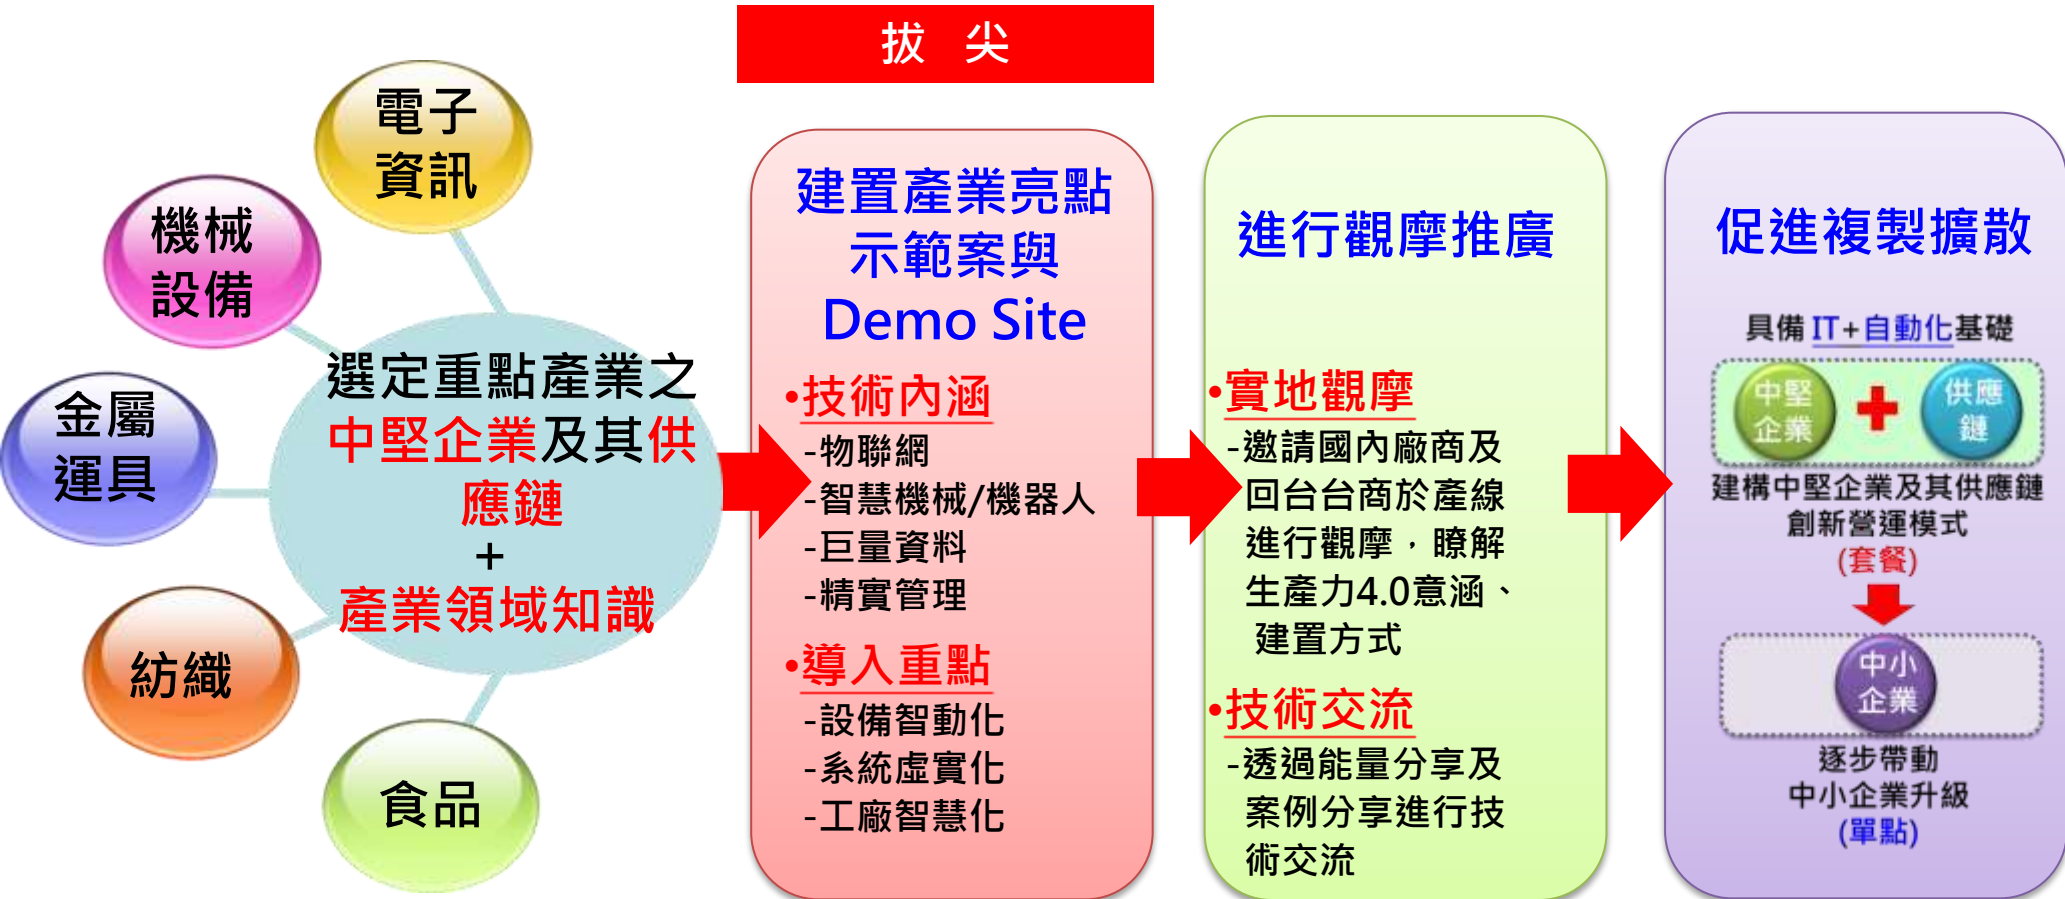 拔 尖
電子
資訊
機械
設備
金屬
運具
紡織
食品
選定重點產業之
中堅企業及其供
應鏈
+
產業領域知識
建置產業亮點
示範案與
Demo Site
•技術內涵
-物聯網
-智慧機械/機器人
-巨量資料
-精實管理
•導入重點
-設備智動化
-系統虛實化
-工廠智慧化
進行觀摩推廣
•實地觀摩
-邀請國內廠商及
回台台商於產線
進行觀摩，瞭解
生產力4.0意涵、
建置方式
•技術交流
-透過能量分享及
案例分享進行技
術交流
促進複製擴散
具備 IT+自動化基礎
中堅
企業
供應
鏈
建構中堅企業及其供應鏈
創新營運模式
(套餐)
中小
企業
逐步帶動
中小企業升級
(單點)